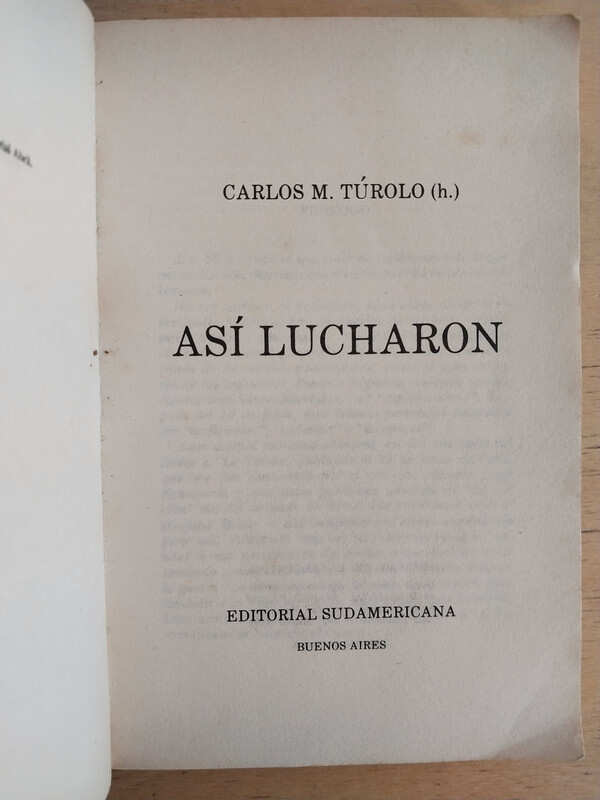 CARLOS M. TÚROLO (h.)
ASÍ LUCHARON
EDITORIAL SUDAMERICANA
BUENOS AIRES